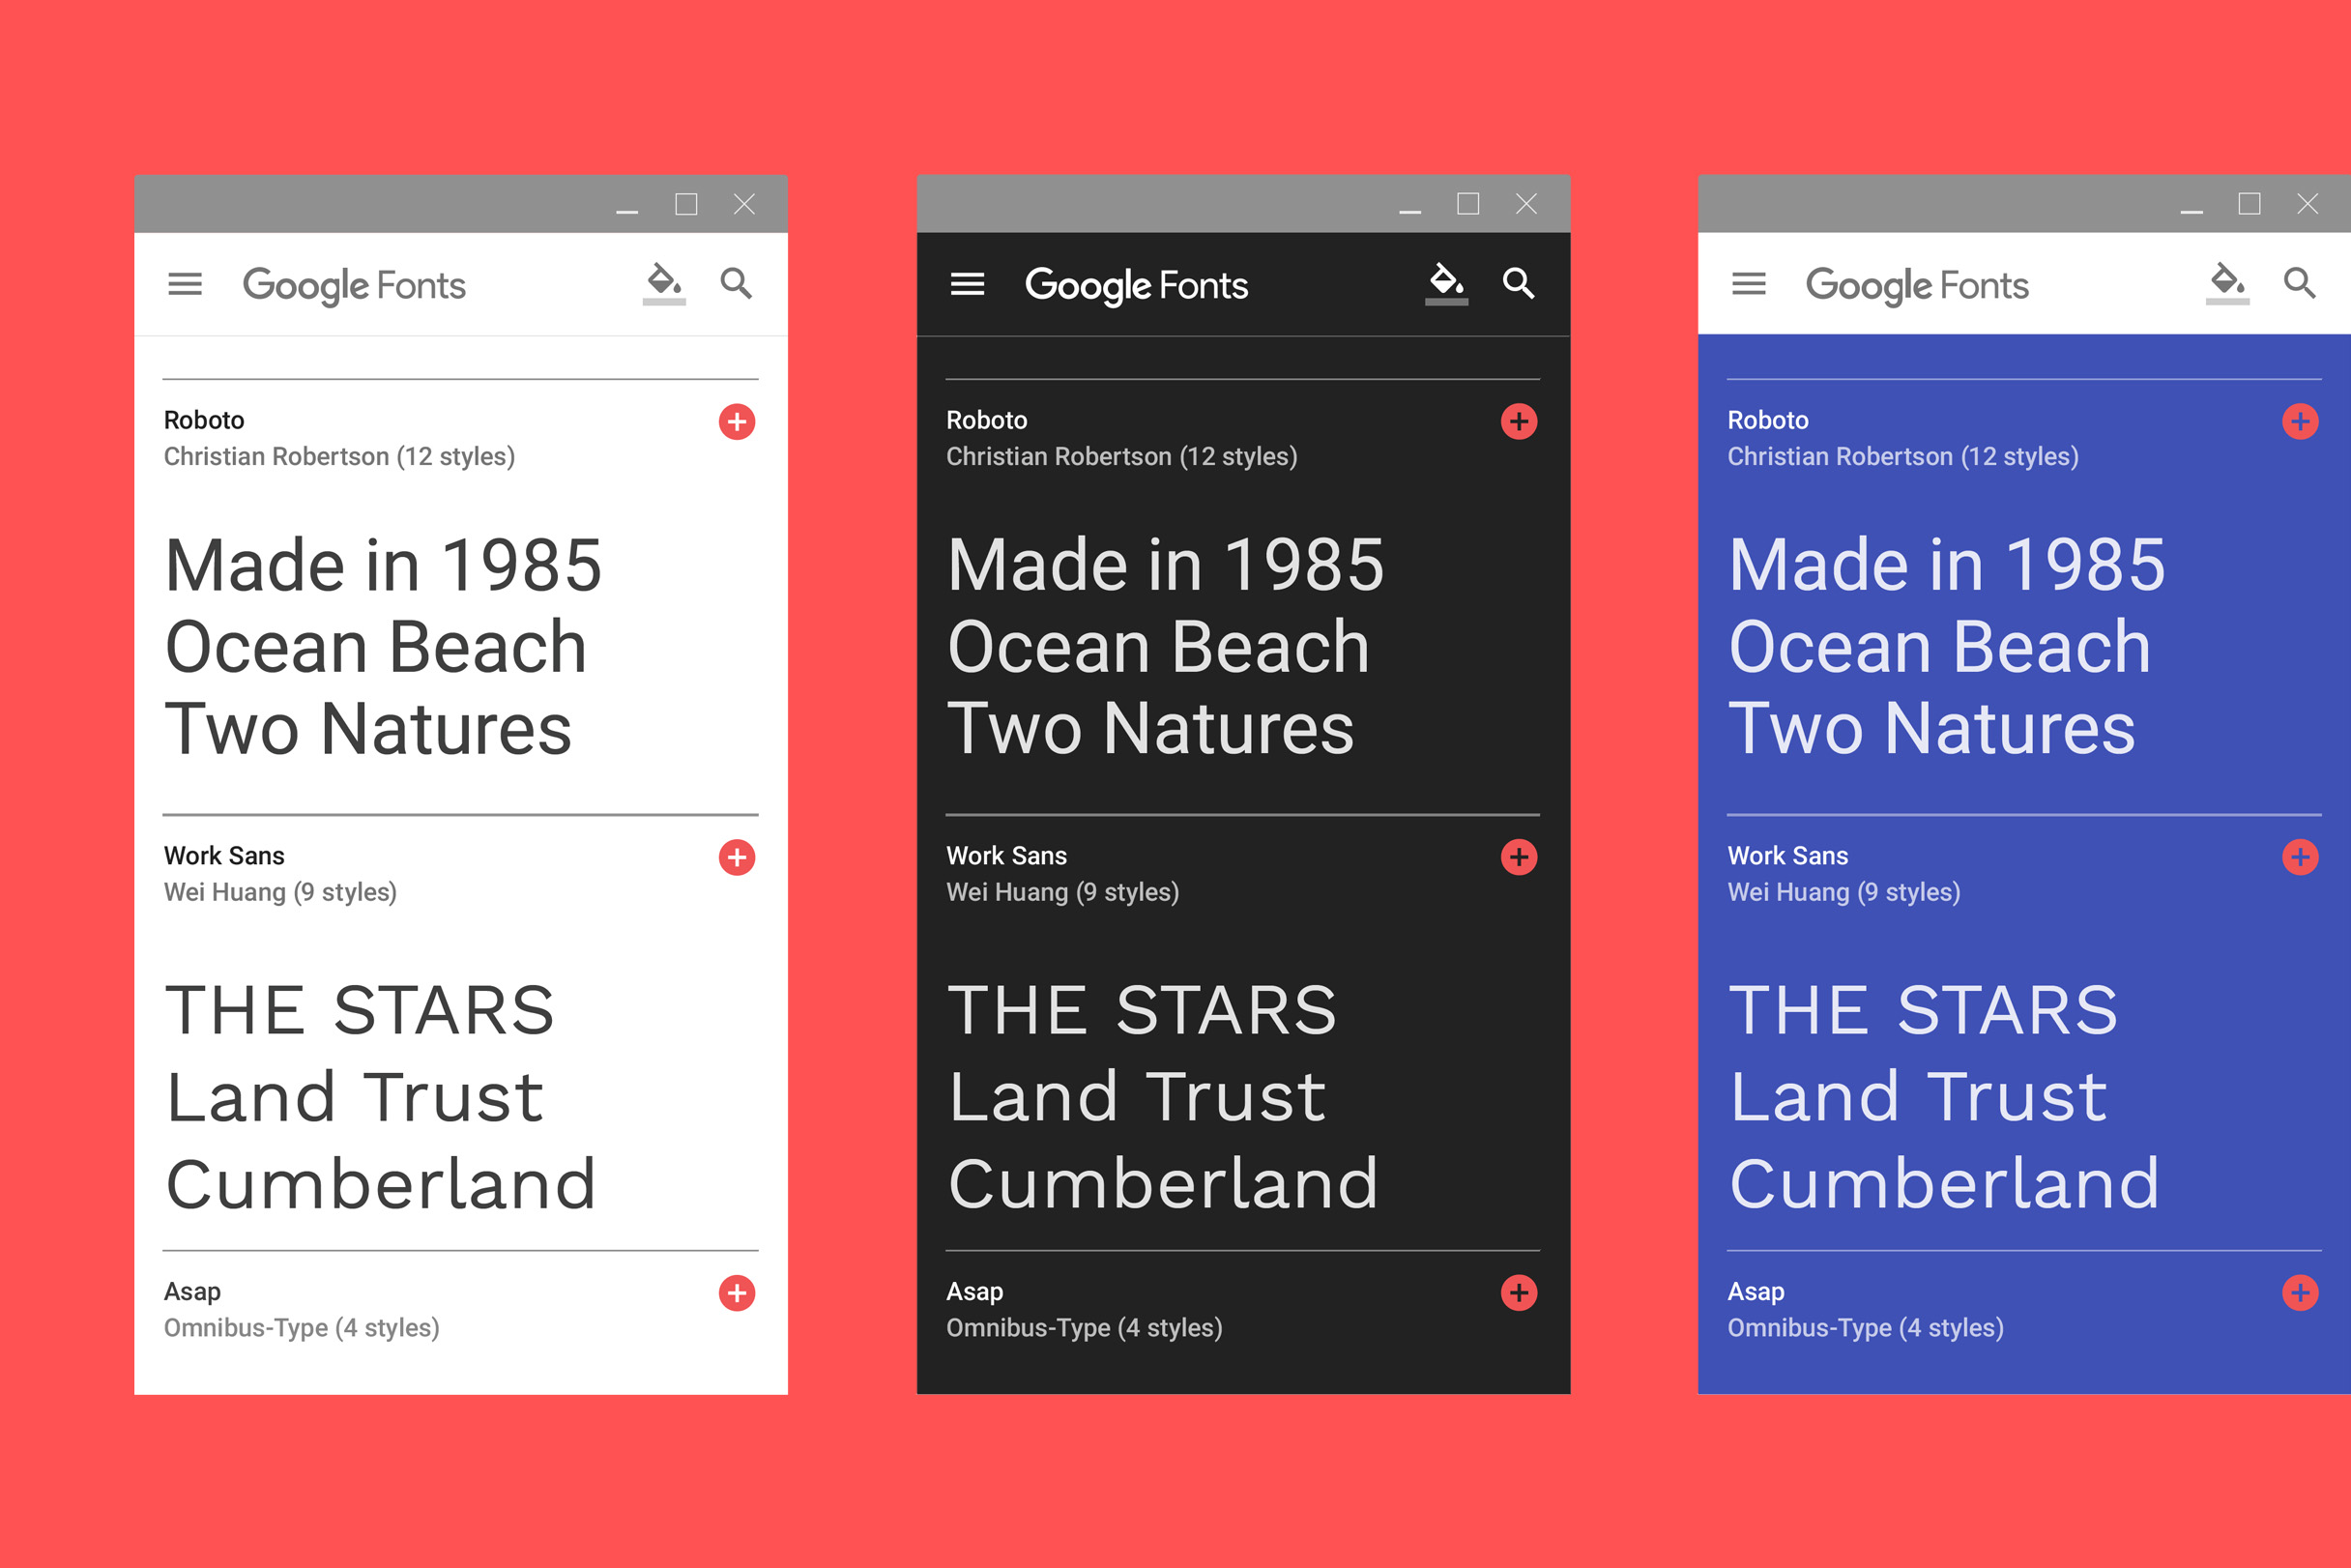 Google Fonts
Roboto
Christian Robertson (12 styles)
Made in 1985
Ocean Beach
Two Natures
Work Sans
Wei Huang (9 styles)
THE STARS
Land Trust
Cumberland
Asap
Omnibus-Type (4 styles)
Google Fonts
Roboto
Christian Robertson (12 styles)
Made in 1985
Ocean Beach
Two Natures
Work Sans
Wei Huang (9 styles)
THE STARS
Land Trust
Cumberland
Asap
Omnibus-Type (4 styles)
Google Fonts
Roboto
Christian Robertson (12 styles)
Made in 1985
Ocean Beach
Two Natures
Work Sans
Wei Huang (9 styles)
THE STARS
Land Trust
Cumberland
Asap
Omnibus-Type (4 styles)